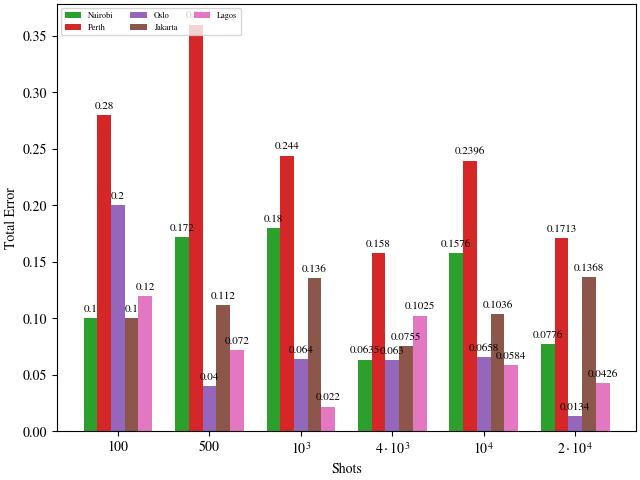 Nairobi Oslo Lagos
Perth Jakarta
0.35
0.30
0.25
0.20
0.15
0.10
0.05
0.00
Total Error
0.1 0.28 0.2 0.1 0.12
0.172 0.04 0.112 0.072
0.18 0.244 0.064 0.136 0.022
0.0635 0.158 0.063 0.0755 0.1025
0.1576 0.2396 0.0658 0.1036 0.0584
0.0776 0.1713 0.0134 0.1368 0.0426
100 500 10³ 4·10³ 10⁴ 2·10⁴
Shots